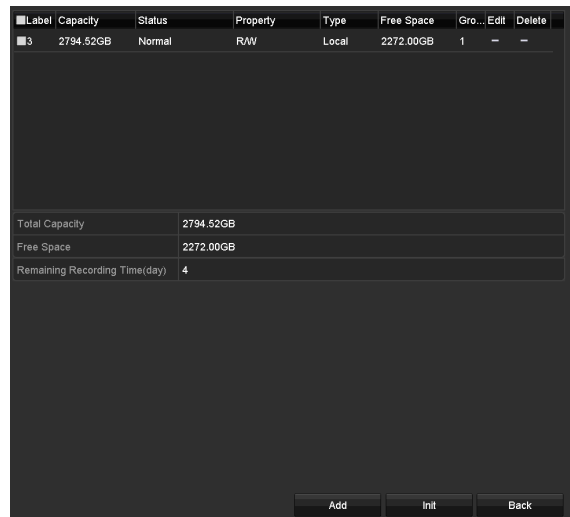 Label Capacity Status Property Type Free Space Gro... Edit Delete
3 2794.52GB Normal R/W Local 2272.00GB 1 – –
Total Capacity 2794.52GB
Free Space 2272.00GB
Remaining Recording Time(day) 4
Add Init Back